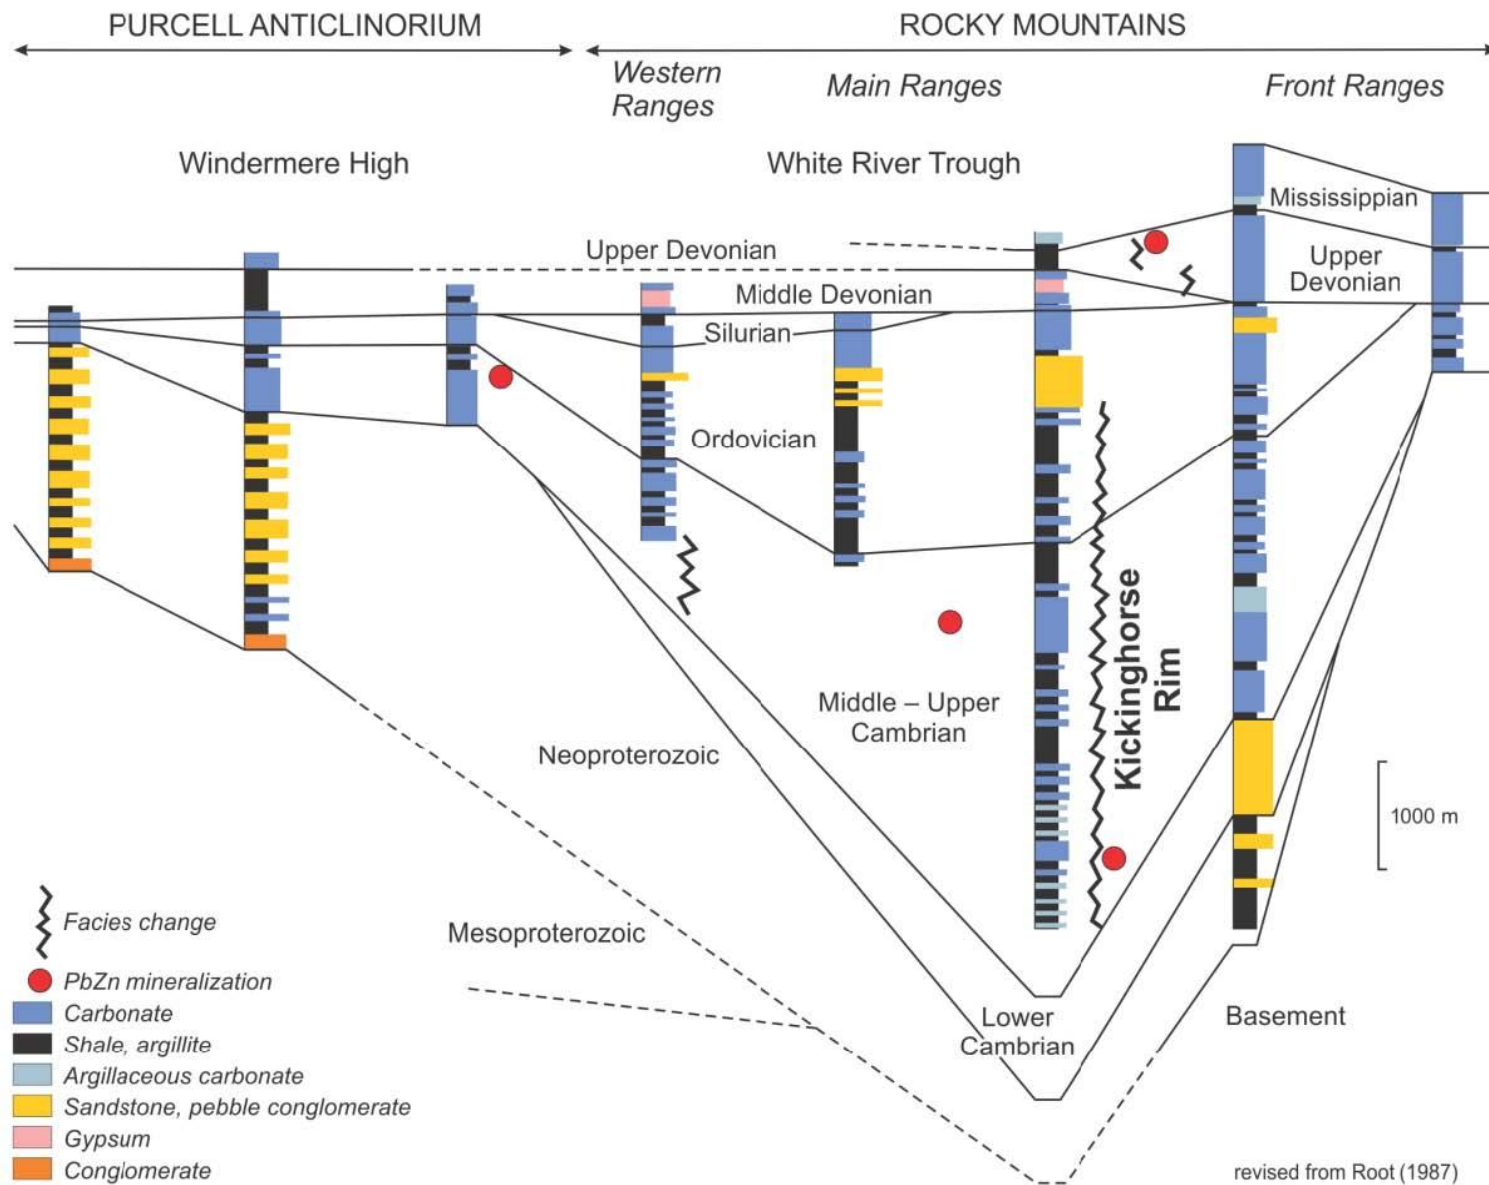 PURCELL ANTICLINORIUM
ROCKY MOUNTAINS
Western
Ranges
Main Ranges
Front Ranges
Windermere High
White River Trough
Mississippian
Upper Devonian
Upper
Devonian
Middle Devonian
Silurian
Ordovician
Kickinghorse
Rim
Middle – Upper
Cambrian
Neoproterozoic
1000 m
Mesoproterozoic
Lower
Cambrian
Basement
Facies change
PbZn mineralization
Carbonate
Shale, argillite
Argillaceous carbonate
Sandstone, pebble conglomerate
Gypsum
Conglomerate
revised from Root (1987)